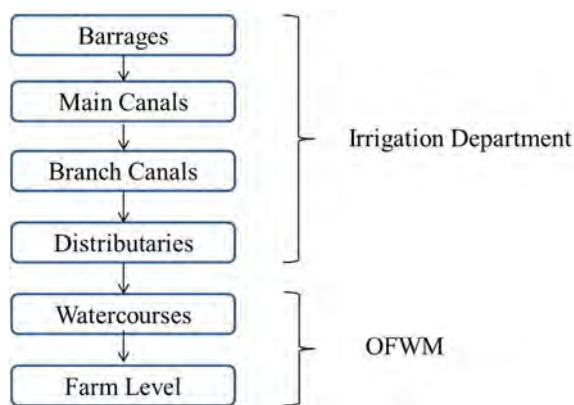 Barrages
Main Canals
Branch Canals
Distributaries
Irrigation Department
Watercourses
Farm Level
OFWM